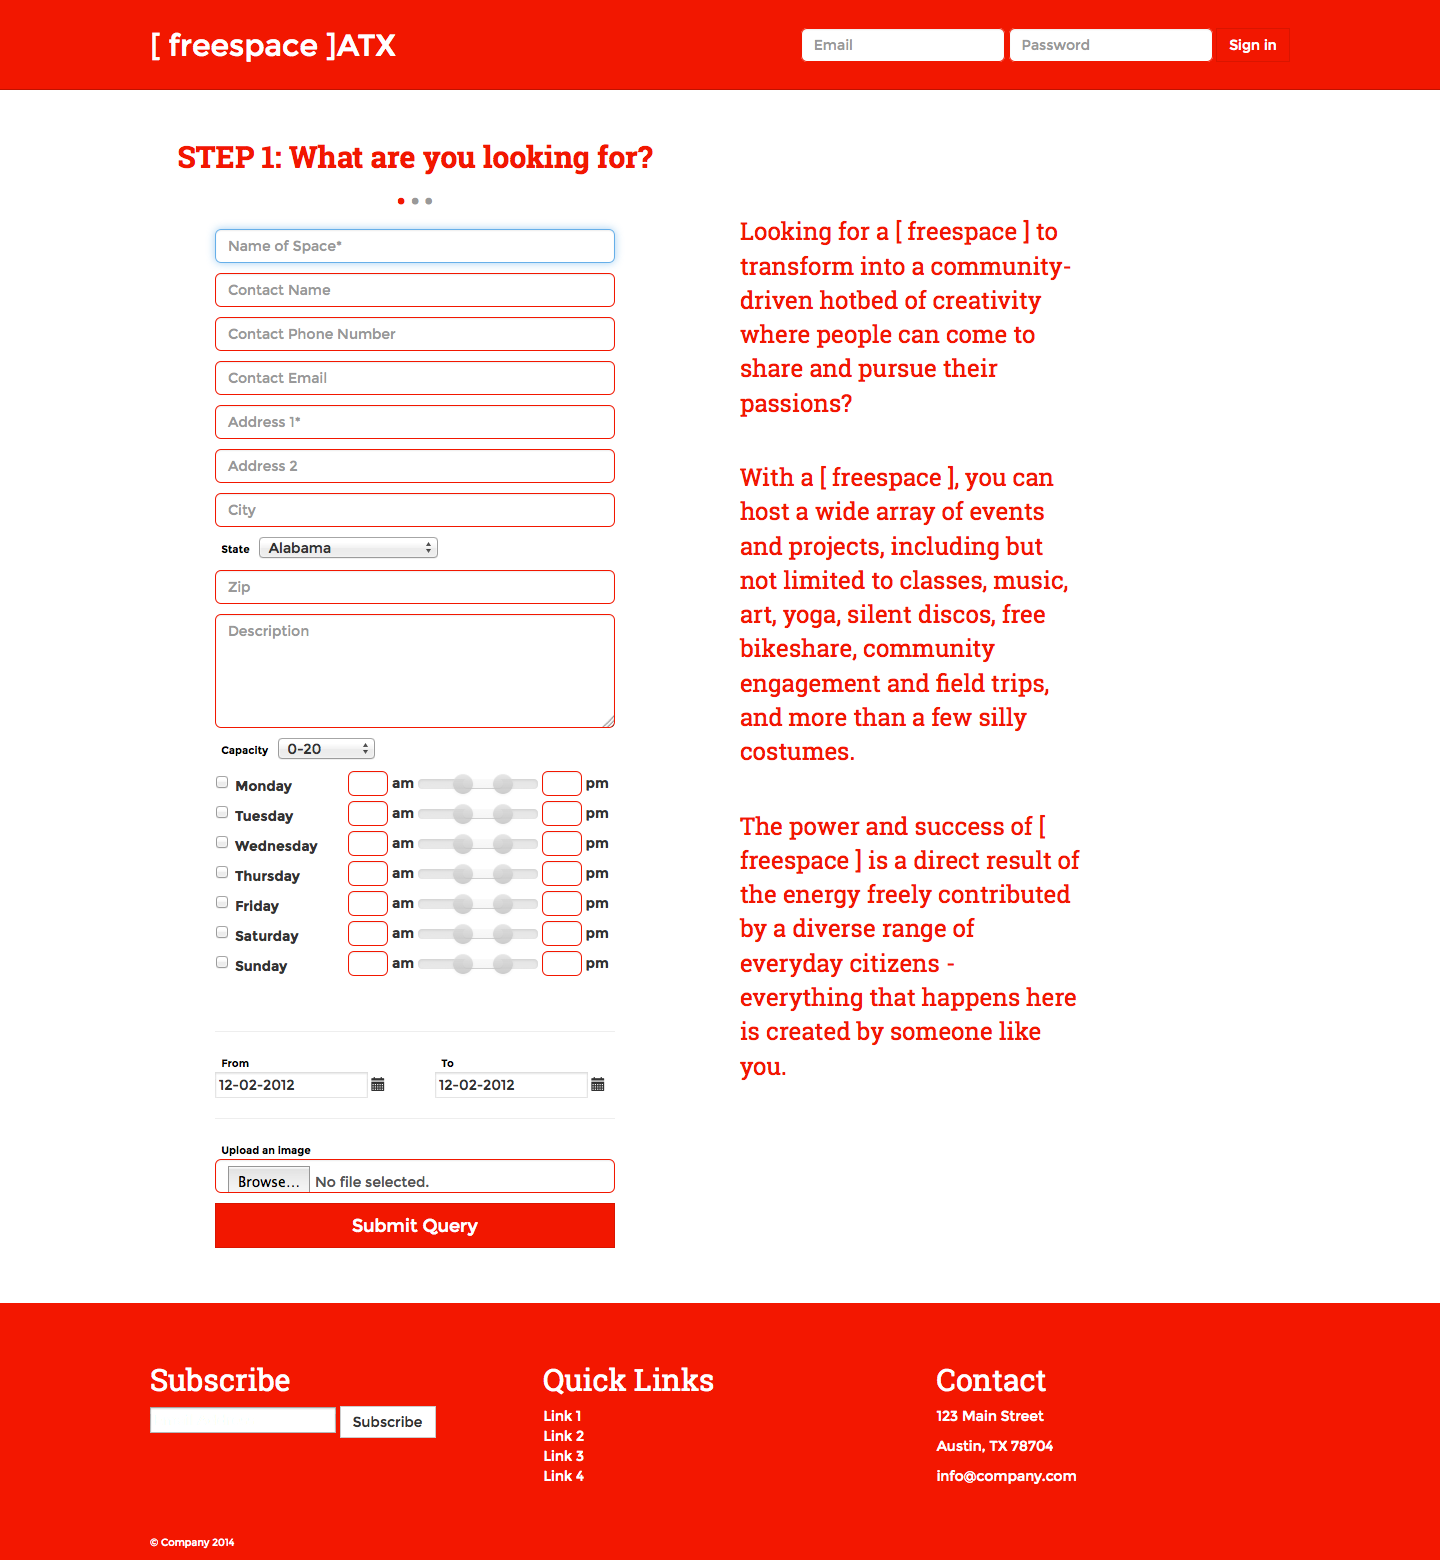 [ freespace ]ATX
Email
Password
Sign in
STEP 1: What are you looking for?
Name of Space*
Contact Name
Contact Phone Number
Contact Email
Address 1*
Address 2
City
State Alabama
Zip
Description
Capacity 0-20
Monday am pm
Tuesday am pm
Wednesday am pm
Thursday am pm
Friday am pm
Saturday am pm
Sunday am pm
From
To
12-02-2012
12-02-2012
Upload an image
Browse... No file selected.
Submit Query
Looking for a [ freespace ] to
transform into a community-
driven hotbed of creativity
where people can come to
share and pursue their
passions?
With a [ freespace ], you can
host a wide array of events
and projects, including but
not limited to classes, music,
art, yoga, silent discos, free
bikeshare, community
engagement and field trips,
and more than a few silly
costumes.
The power and success of [
freespace ] is a direct result of
the energy freely contributed
by a diverse range of
everyday citizens -
everything that happens here
is created by someone like
you.
Subscribe
Subscribe
Quick Links
Link 1
Link 2
Link 3
Link 4
Contact
123 Main Street
Austin, TX 78704
info@company.com
© Company 2014